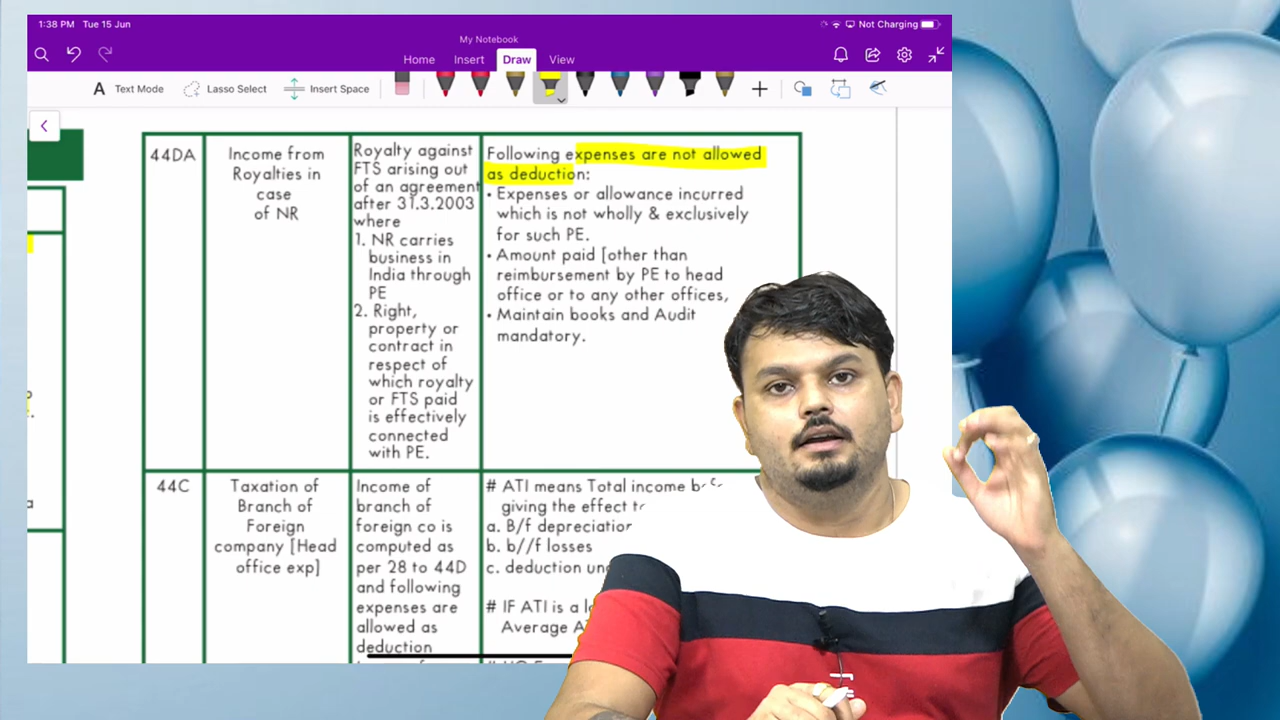 1:38 PM Tue 15 Jun
Not Charging
My Notebook
Home Insert Draw View
A Text Mode Lasso Select Insert Space
44DA
Income from
Royalties in
case
of NR
Royalty against
FTS arising out
of an agreement
after 31.3.2003
where
1. NR carries
business in
India through
PE
2. Right,
property or
contract in
respect of
which royalty
or FTS paid
is effectively
connected
with PE.
Following expenses are not allowed
as deduction:
• Expenses or allowance incurred
which is not wholly & exclusively
for such PE.
• Amount paid [other than
reimbursement by PE to head
office or to any other offices,
• Maintain books and Audit
mandatory.
44C
Taxation of
Branch of
Foreign
company [Head
office exp]
Income of
branch of
foreign co is
computed as
per 28 to 44D
and following
expenses are
allowed as
deduction
# ATI means Total income
giving the effect
a. B/f depreciation
b. b//f losses
c. deduction
# IF ATI is a
Average